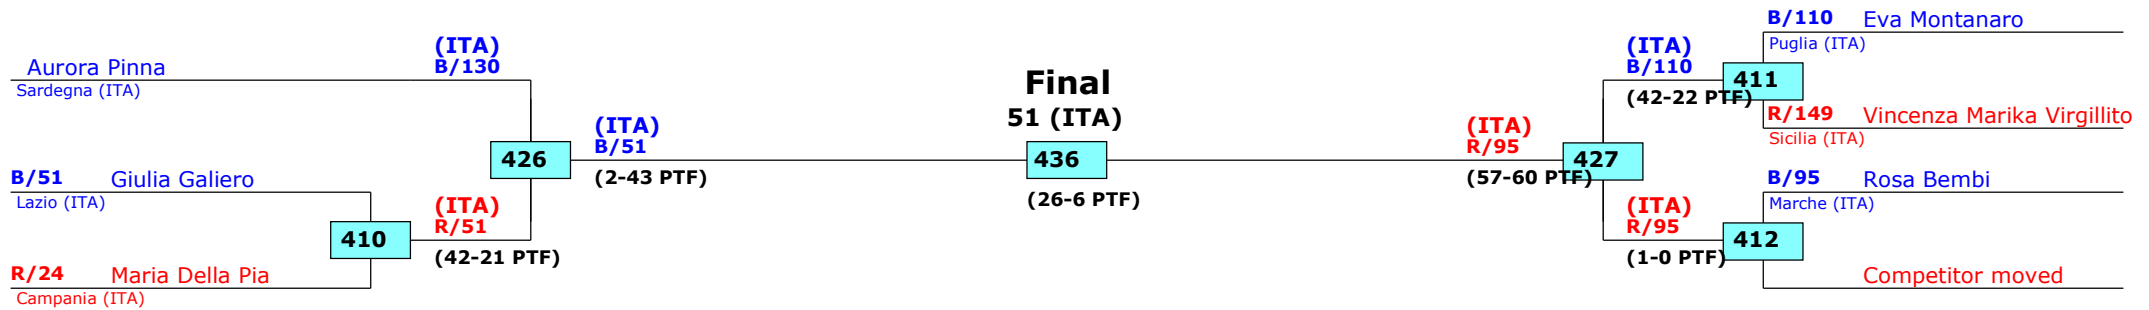 (ITA)
B/130
Aurora Pinna
Sardegna (ITA)
426
B/51 Giulia Galiero
Lazio (ITA)
410
(ITA)
R/51
(42-21 PTF)
R/24 Maria Della Pia
Campania (ITA)
(ITA)
B/51
(2-43 PTF)
Final
51 (ITA)
436
(26-6 PTF)
(ITA)
R/95
(57-60 PTF)
427
(ITA)
B/110
(42-22 PTF)
411
B/110 Eva Montanaro
Puglia (ITA)
R/149 Vincenza Marika Virgillito
Sicilia (ITA)
(ITA)
R/95
(1-0 PTF)
412
B/95 Rosa Bembi
Marche (ITA)
Competitor moved